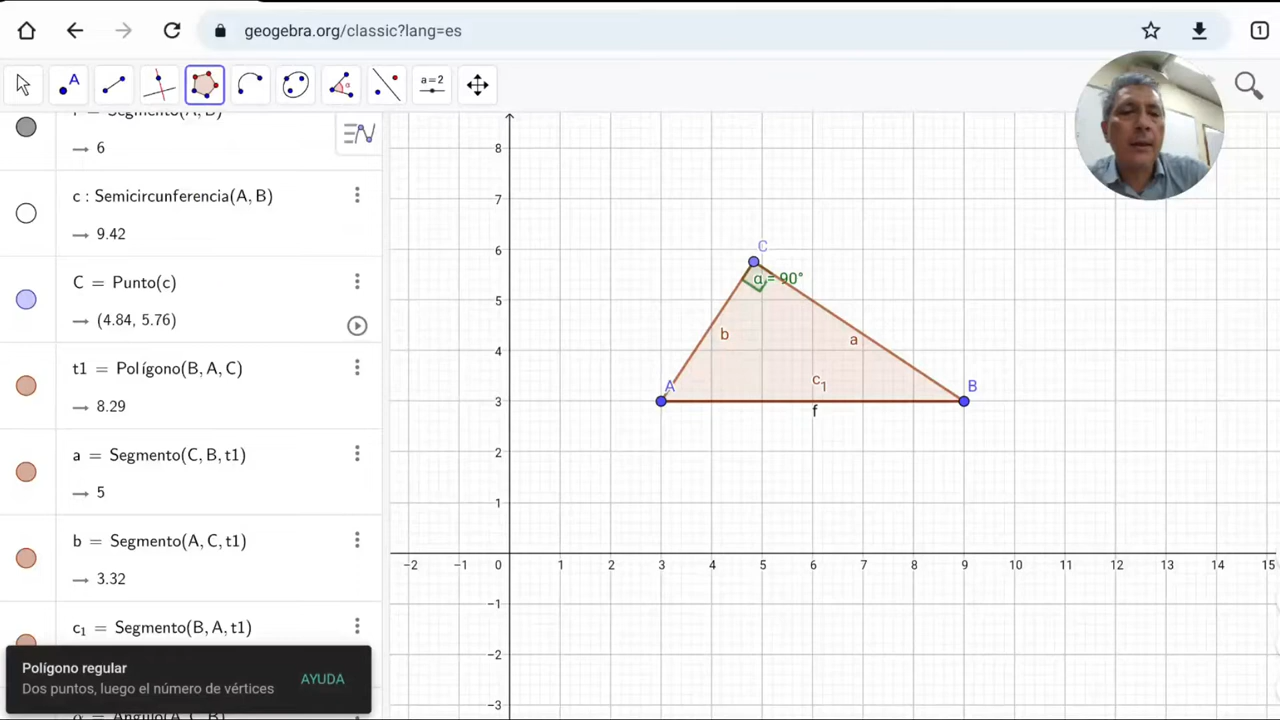 geogebra.org/classic?lang=es
1
A
α
a=2
f = Segmento(A, B)
→ 6
c : Semicircunferencia(A, B)
→ 9.42
C = Punto(c)
→ (4.84, 5.76)
t1 = Polígono(B, A, C)
→ 8.29
a = Segmento(C, B, t1)
→ 5
b = Segmento(A, C, t1)
→ 3.32
c₁ = Segmento(B, A, t1)
α = Ángulo(A, C, B)
Polígono regular
Dos puntos, luego el número de vértices
AYUDA
8
7
6
5
4
3
2
1
−1
−2
−3
C
α = 90°
b
a
A
c₁
B
f
−2 −1 0 1 2 3 4 5 6 7 8 9 10 11 12 13 14 15